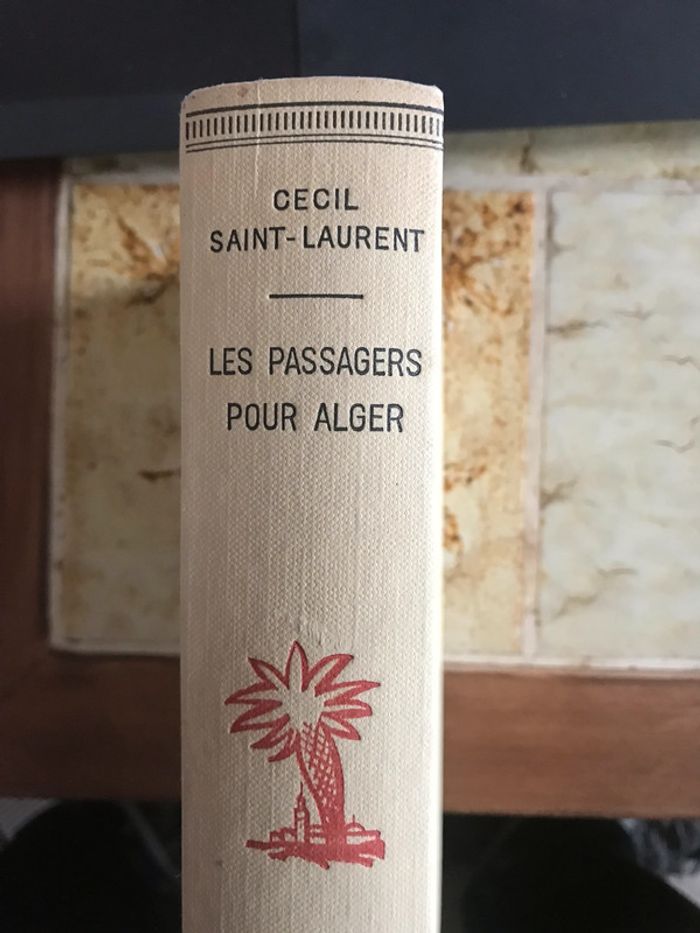 CECIL
SAINT-LAURENT
LES PASSAGERS
POUR ALGER